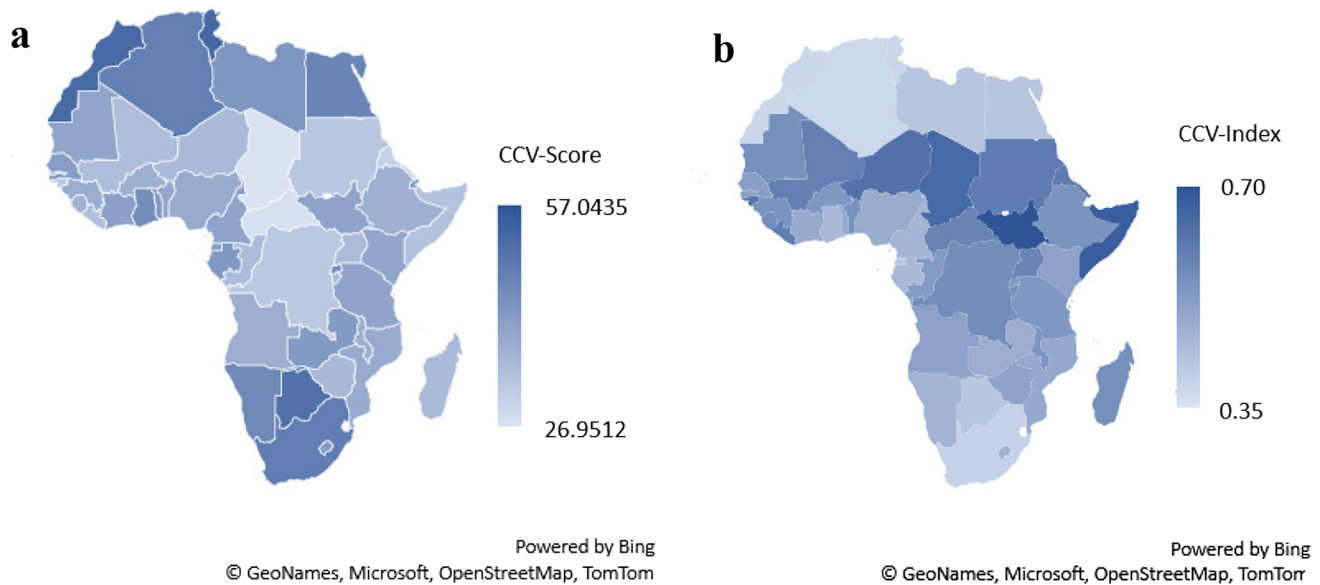 a
CCV-Score
57.0435
26.9512
Powered by Bing
© GeoNames, Microsoft, OpenStreetMap, TomTom
b
CCV-Index
0.70
0.35
Powered by Bing
© GeoNames, Microsoft, OpenStreetMap, TomTorr